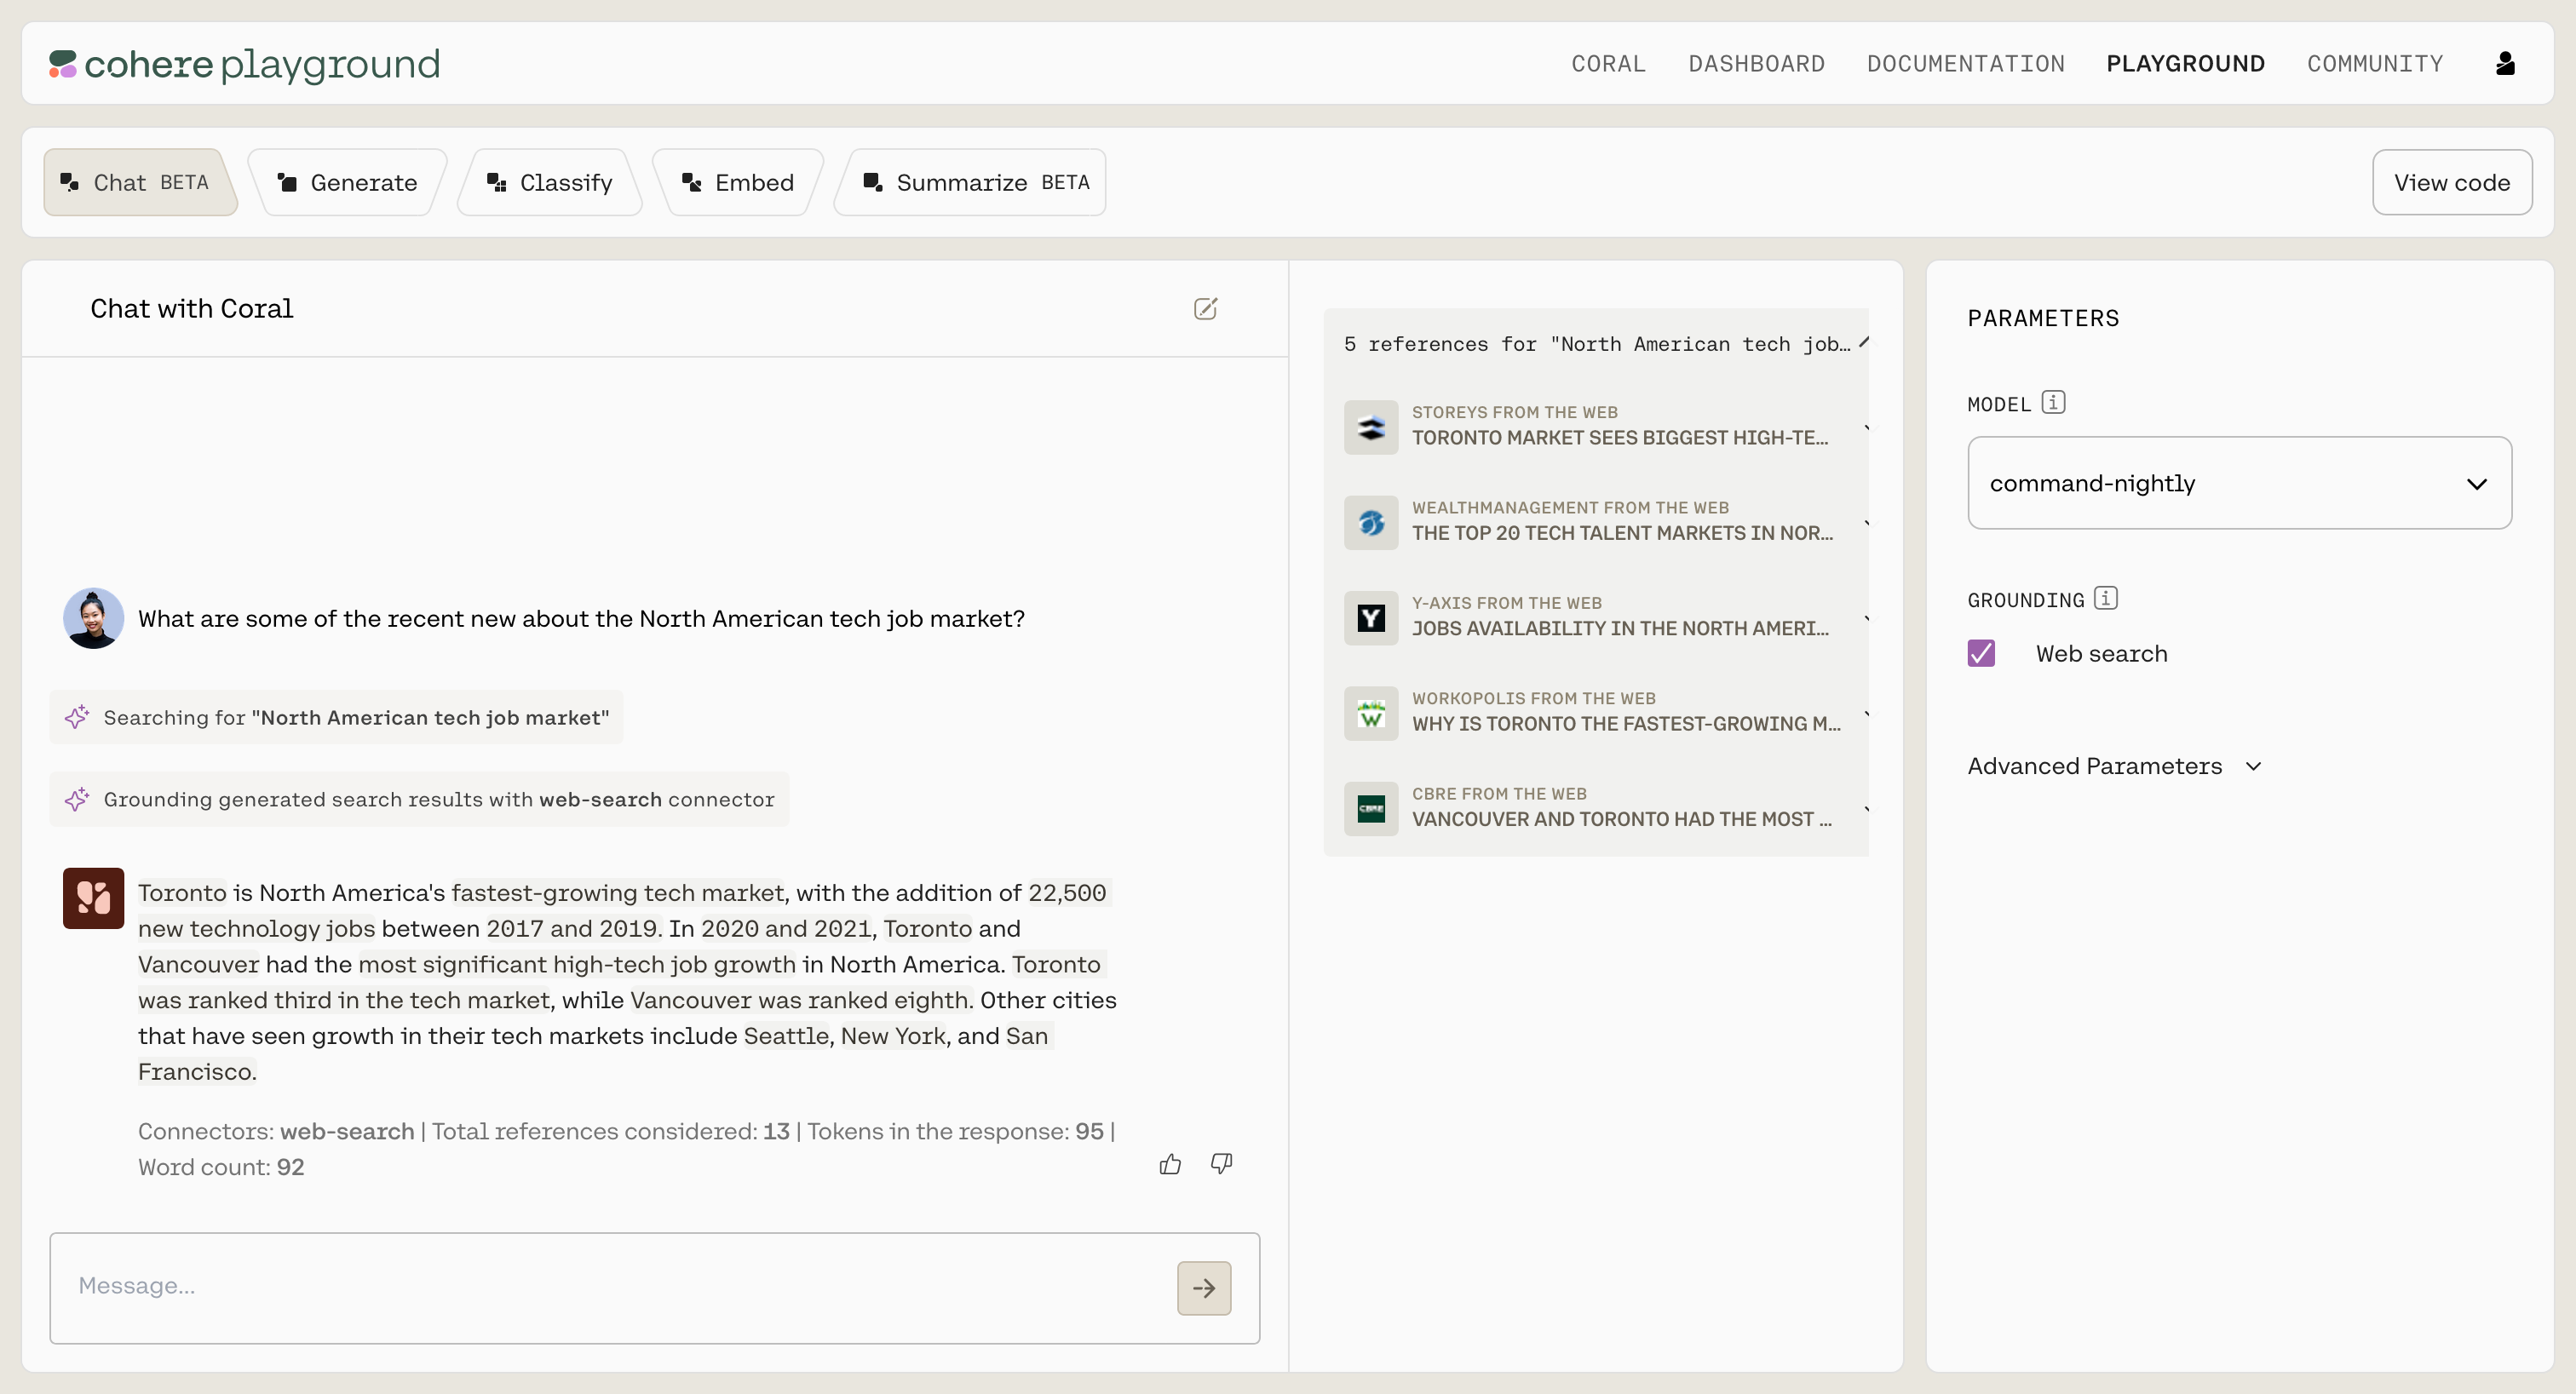 cohere playground
CORAL DASHBOARD DOCUMENTATION PLAYGROUND COMMUNITY
Chat BETA Generate Classify Embed Summarize BETA
View code
Chat with Coral
What are some of the recent new about the North American tech job market?
Searching for "North American tech job market"
Grounding generated search results with web-search connector
Toronto is North America's fastest-growing tech market, with the addition of 22,500
new technology jobs between 2017 and 2019. In 2020 and 2021, Toronto and
Vancouver had the most significant high-tech job growth in North America. Toronto
was ranked third in the tech market, while Vancouver was ranked eighth. Other cities
that have seen growth in their tech markets include Seattle, New York, and San
Francisco.
Connectors: web-search | Total references considered: 13 | Tokens in the response: 95 |
Word count: 92
Message...
5 references for "North American tech job…
STOREYS FROM THE WEB
TORONTO MARKET SEES BIGGEST HIGH-TE...
WEALTHMANAGEMENT FROM THE WEB
THE TOP 20 TECH TALENT MARKETS IN NOR...
Y
Y-AXIS FROM THE WEB
JOBS AVAILABILITY IN THE NORTH AMERI...
W
WORKOPOLIS FROM THE WEB
WHY IS TORONTO THE FASTEST-GROWING M...
CBRE
CBRE FROM THE WEB
VANCOUVER AND TORONTO HAD THE MOST ...
PARAMETERS
MODEL i
command-nightly
GROUNDING i
Web search
Advanced Parameters